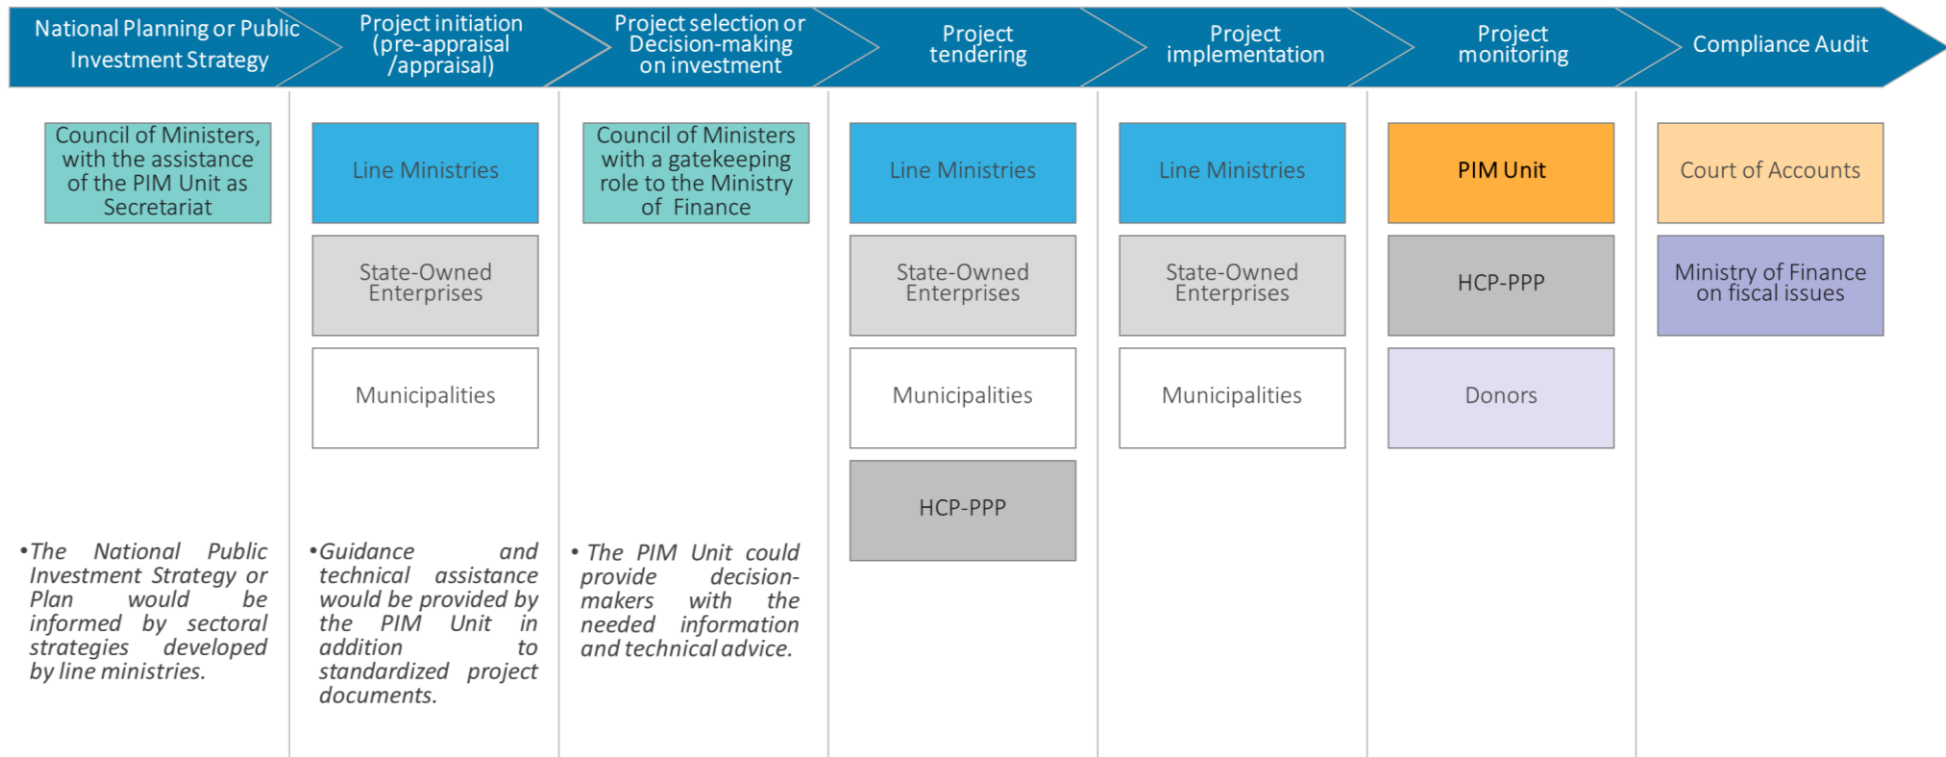 National Planning or Public
Investment Strategy
Project initiation
(pre-appraisal
/appraisal)
Project selection or
Decision-making
on investment
Project
tendering
Project
implementation
Project
monitoring
Compliance Audit
Council of Ministers,
with the assistance
of the PIM Unit as
Secretariat
•The National Public
Investment Strategy or
Plan would be
informed by sectoral
strategies developed
by line ministries.
Line Ministries
State-Owned
Enterprises
Municipalities
•Guidance and
technical assistance
would be provided by
the PIM Unit in
addition to
standardized project
documents.
Council of Ministers
with a gatekeeping
role to the Ministry
of Finance
• The PIM Unit could
provide decision-
makers with the
needed information
and technical advice.
Line Ministries
State-Owned
Enterprises
Municipalities
HCP-PPP
Line Ministries
State-Owned
Enterprises
Municipalities
PIM Unit
HCP-PPP
Donors
Court of Accounts
Ministry of Finance
on fiscal issues